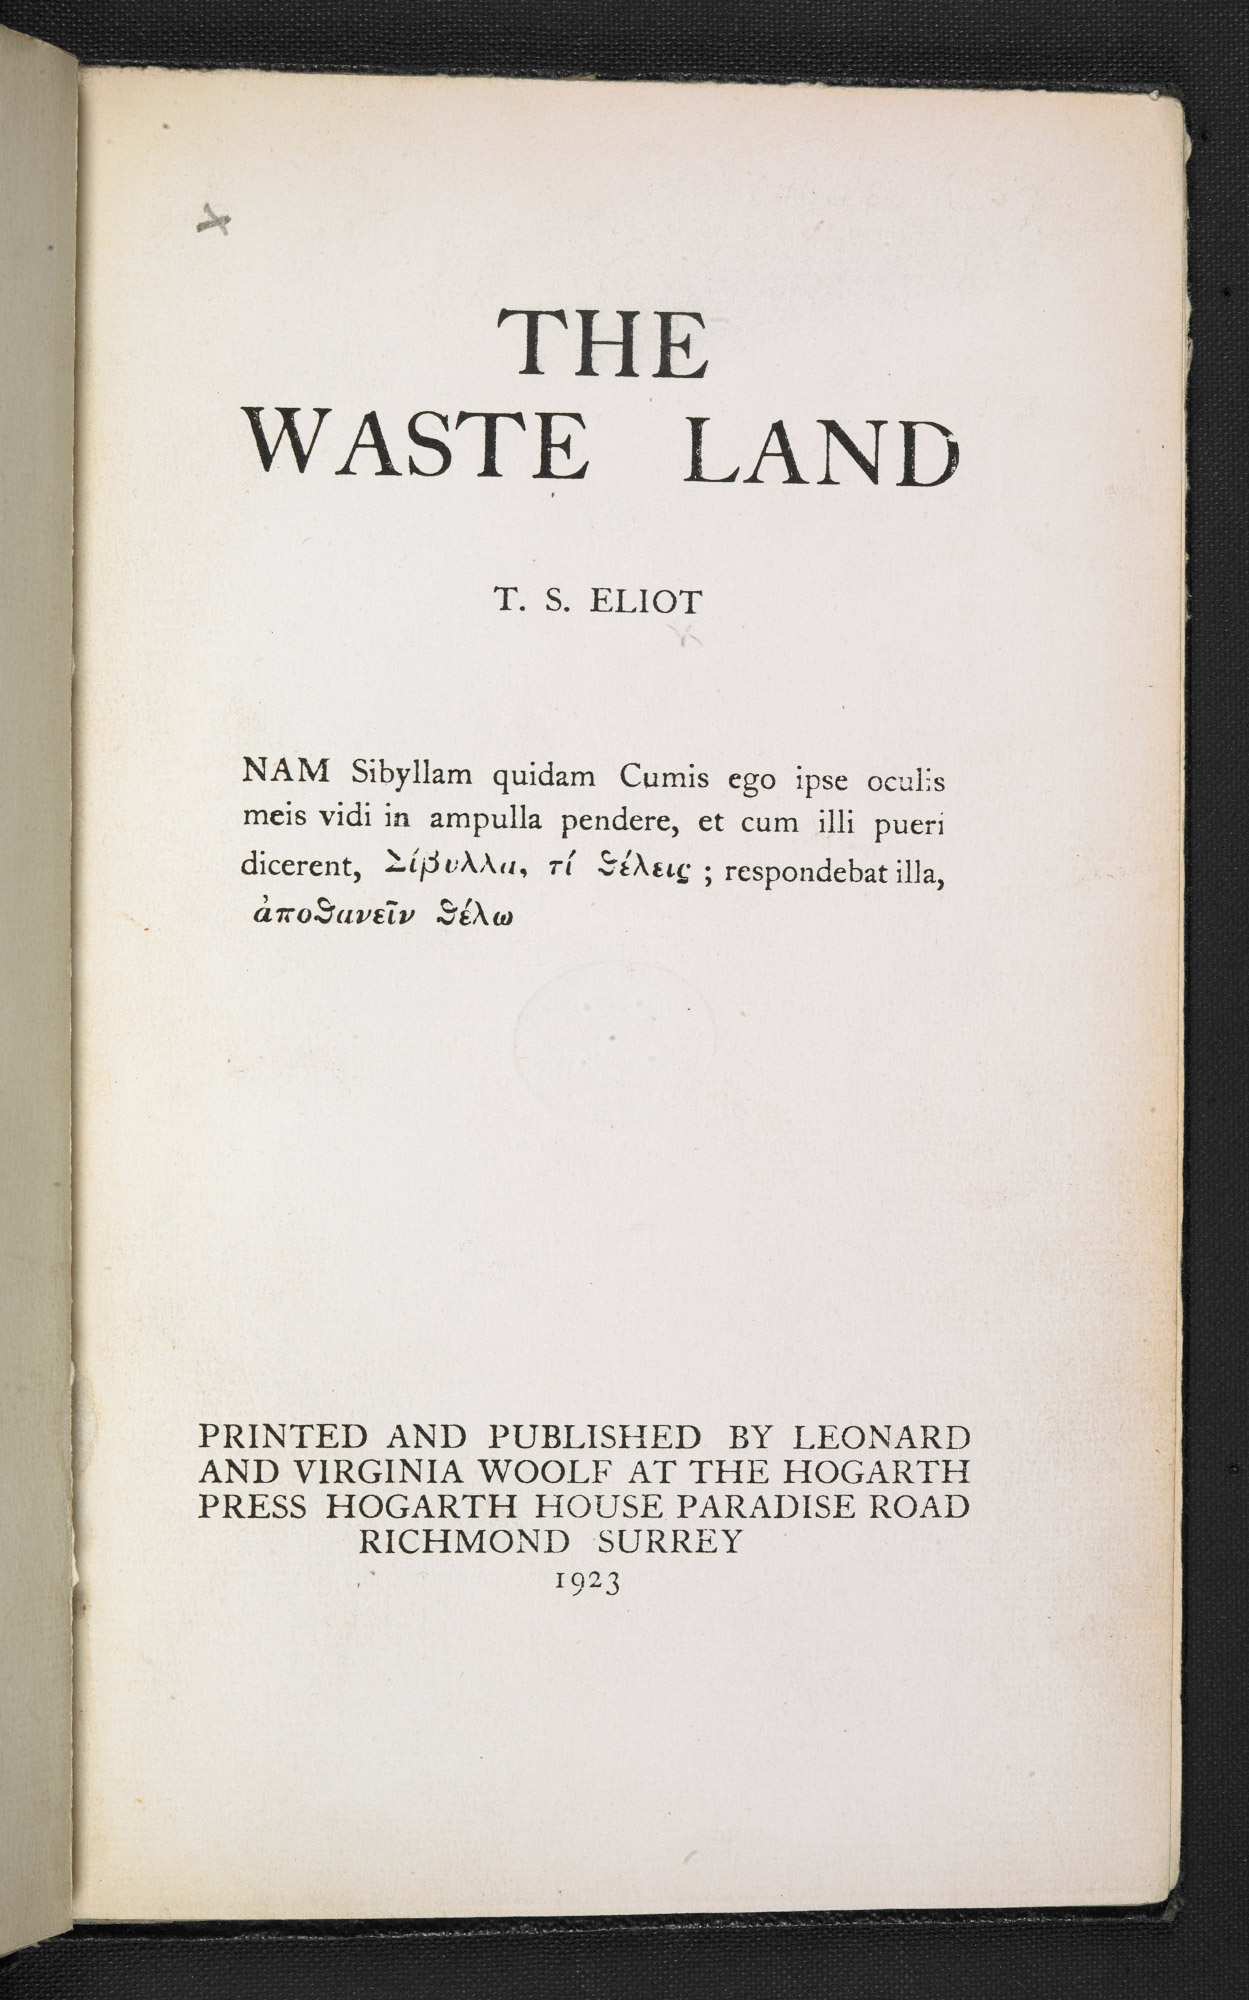 THE
WASTE LAND
T. S. ELIOT
NAM Sibyllam quidam Cumis ego ipse oculis
meis vidi in ampulla pendere, et cum illi pueri
dicerent, Σίβυλλα, τί ϑέλεις ; respondebat illa,
ἀποϑανεῖν ϑέλω
PRINTED AND PUBLISHED BY LEONARD
AND VIRGINIA WOOLF AT THE HOGARTH
PRESS HOGARTH HOUSE PARADISE ROAD
RICHMOND SURREY
1923